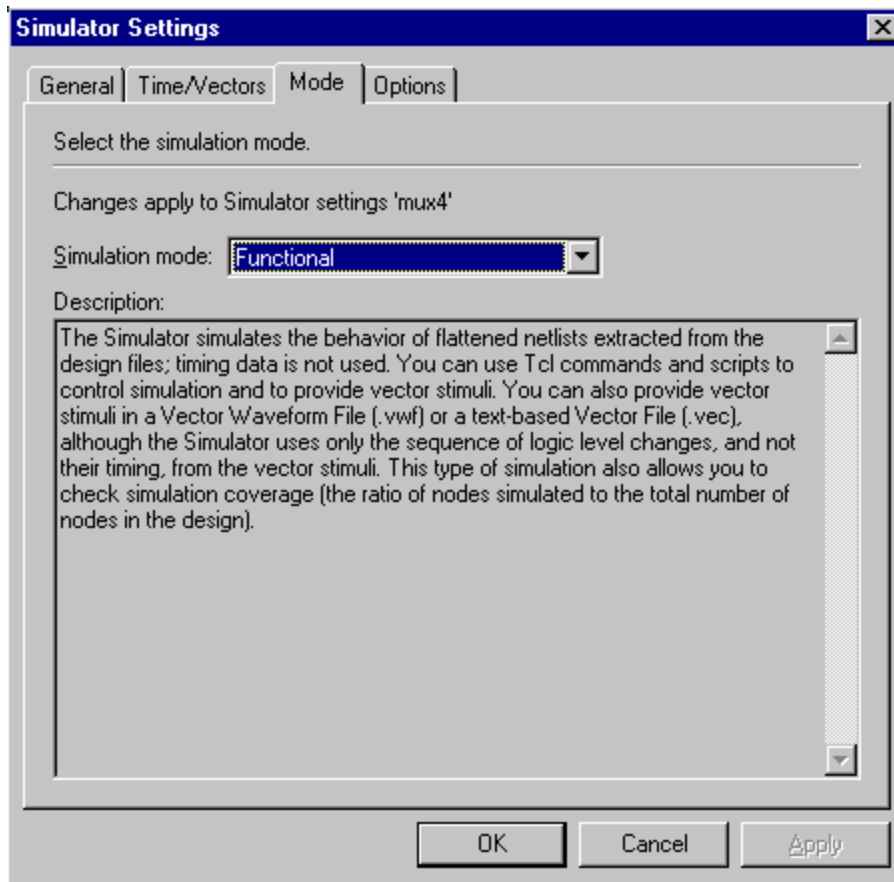 Simulator Settings
General Time/Vectors Mode Options
Select the simulation mode.
Changes apply to Simulator settings 'mux4'
Simulation mode: Functional
Description:
The Simulator simulates the behavior of flattened netlists extracted from the
design files; timing data is not used. You can use Tcl commands and scripts to
control simulation and to provide vector stimuli. You can also provide vector
stimuli in a Vector Waveform File (.vwf) or a text-based Vector File (.vec),
although the Simulator uses only the sequence of logic level changes, and not
their timing, from the vector stimuli. This type of simulation also allows you to
check simulation coverage (the ratio of nodes simulated to the total number of
nodes in the design).
OK Cancel Apply